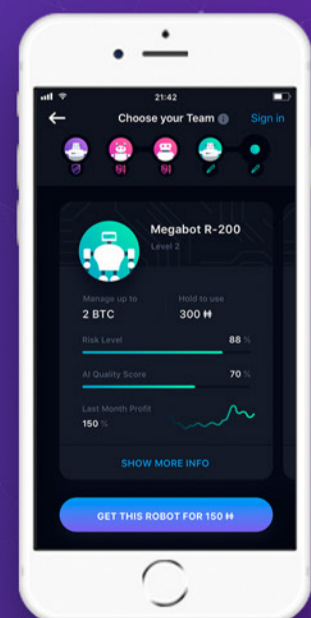 21:42
Choose your Team
Sign in
Megabot R-200
Level 2
Manage up to
2 BTC
Hold to use
300 ᚔ
Risk Level
88 %
AI Quality Score
70 %
Last Month Profit
150 %
SHOW MORE INFO
GET THIS ROBOT FOR 150